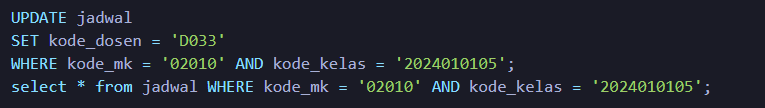 UPDATE jadwal
SET kode_dosen = 'D033'
WHERE kode_mk = '02010' AND kode_kelas = '2024010105';
select * from jadwal WHERE kode_mk = '02010' AND kode_kelas = '2024010105';